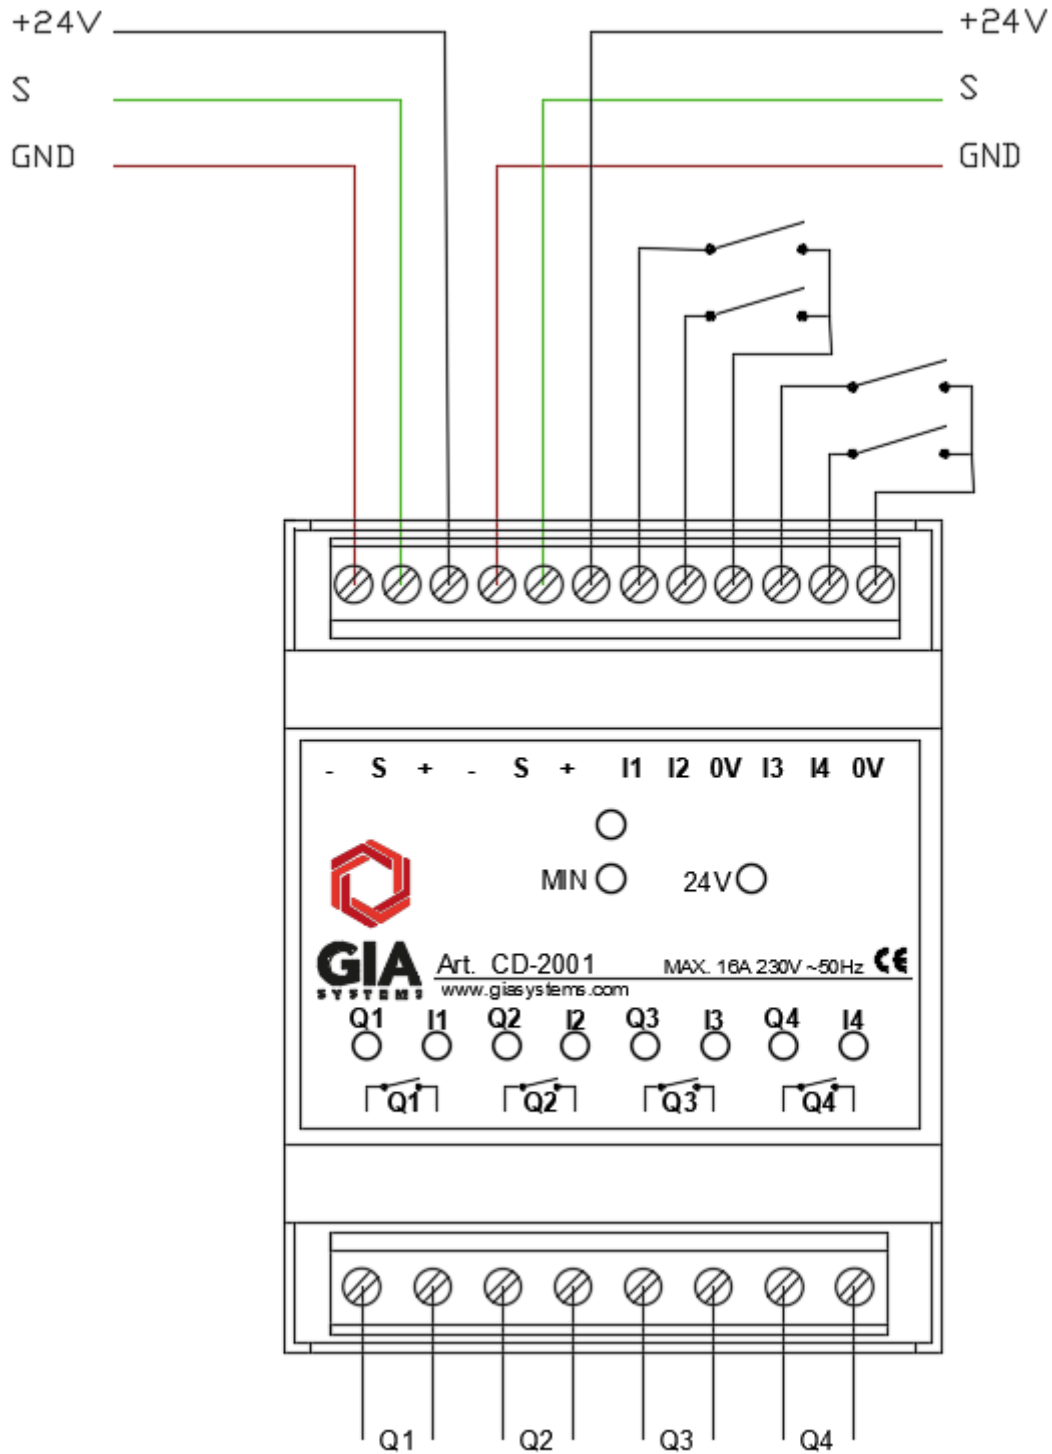 +24V +24V
S S
GND GND
- S + - S + I1 I2 0V I3 I4 0V
MIN 24V
GIA
SYSTEMS
Art. CD-2001 MAX. 16A 230V ~50Hz CE
www.giasystems.com
Q1 I1 Q2 I2 Q3 I3 Q4 I4
Q1 Q2 Q3 Q4
Q1 Q2 Q3 Q4